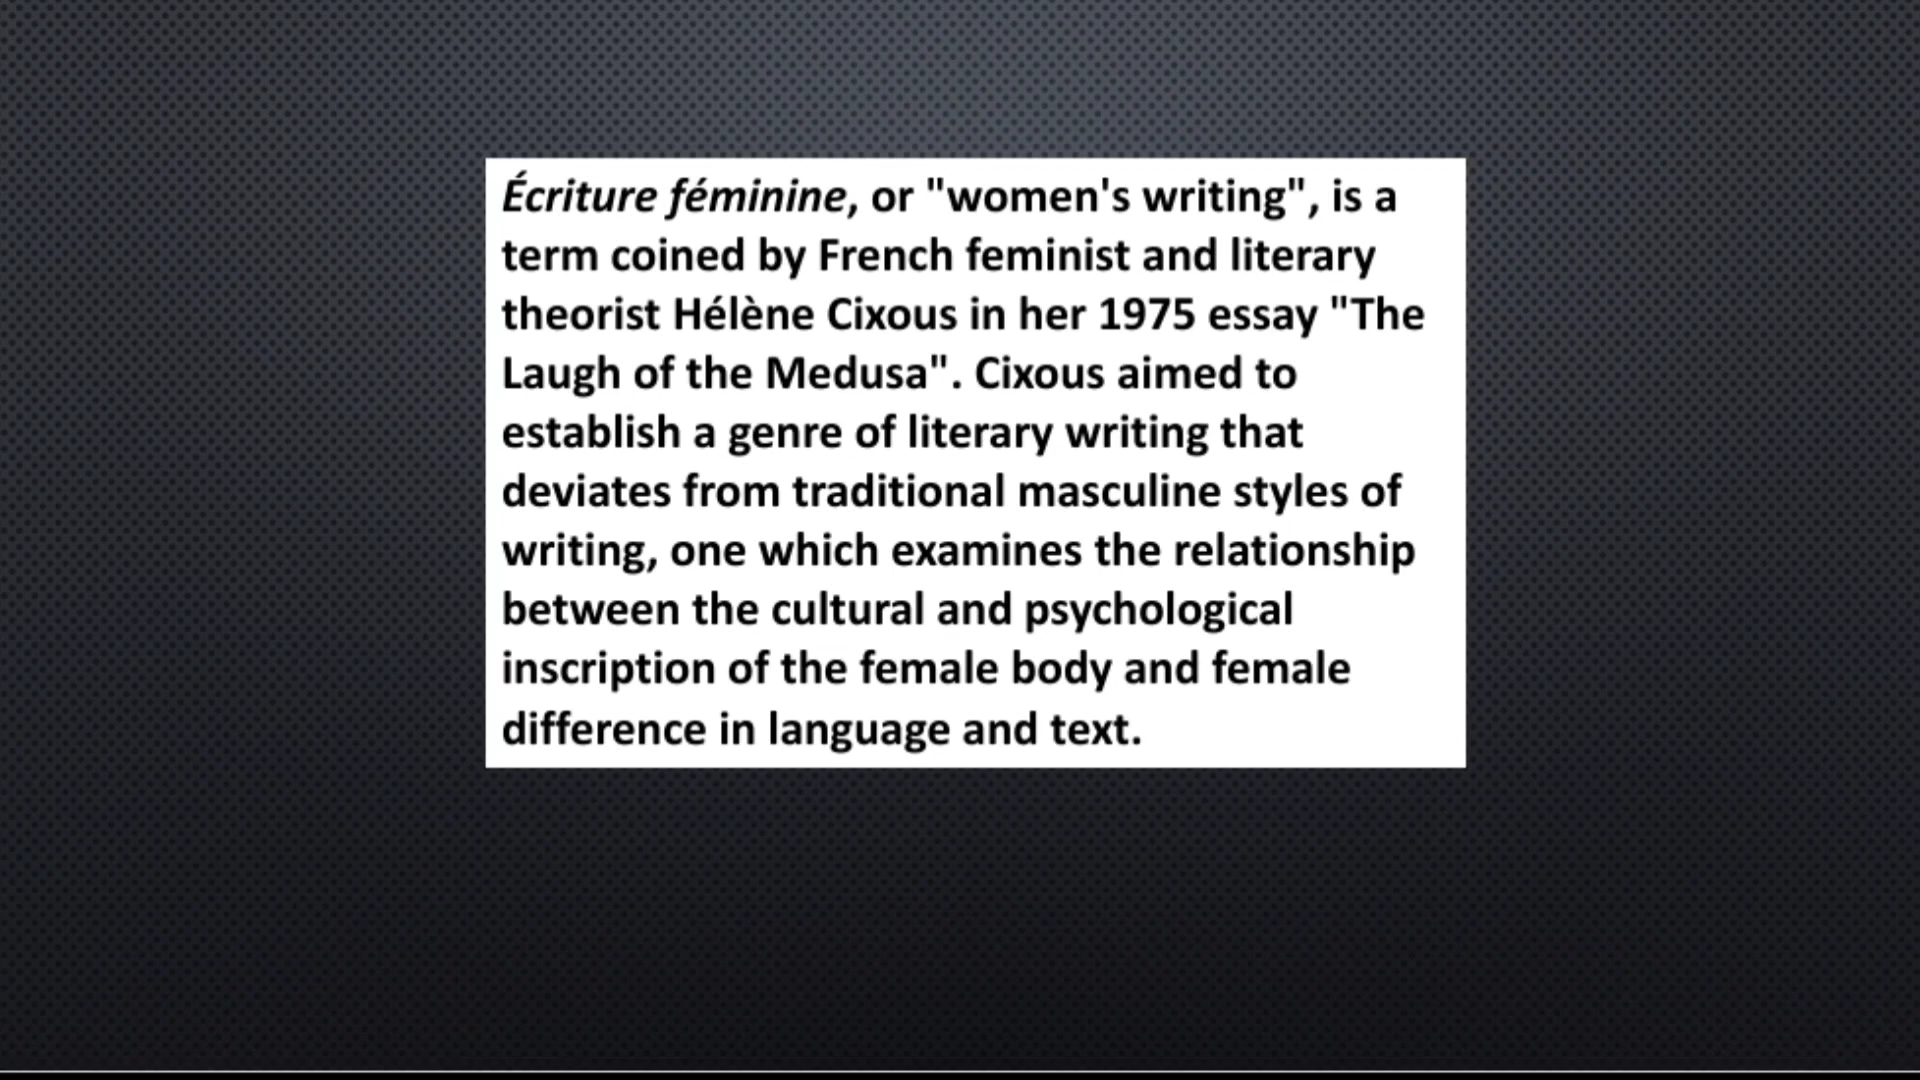 Écriture féminine, or "women's writing", is a
term coined by French feminist and literary
theorist Hélène Cixous in her 1975 essay "The
Laugh of the Medusa". Cixous aimed to
establish a genre of literary writing that
deviates from traditional masculine styles of
writing, one which examines the relationship
between the cultural and psychological
inscription of the female body and female
difference in language and text.